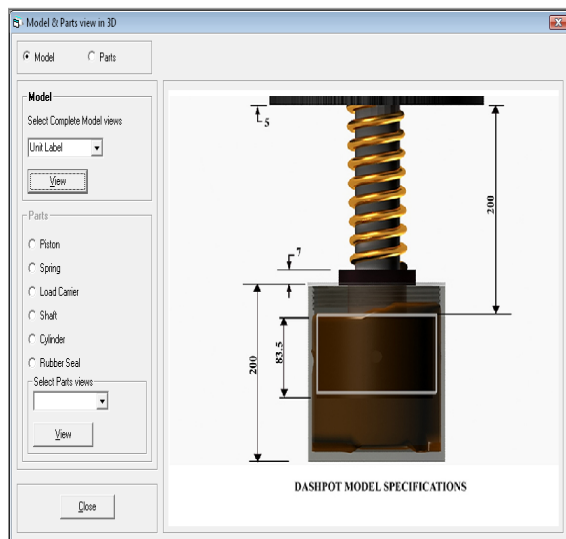 Model & Parts view in 3D
Model Parts
Model
Select Complete Model views
Unit Label
View
Parts
Piston
Spring
Load Carrier
Shaft
Cylinder
Rubber Seal
Select Parts views
View
Close
5
200
7
200
83.5
DASHPOT MODEL SPECIFICATIONS